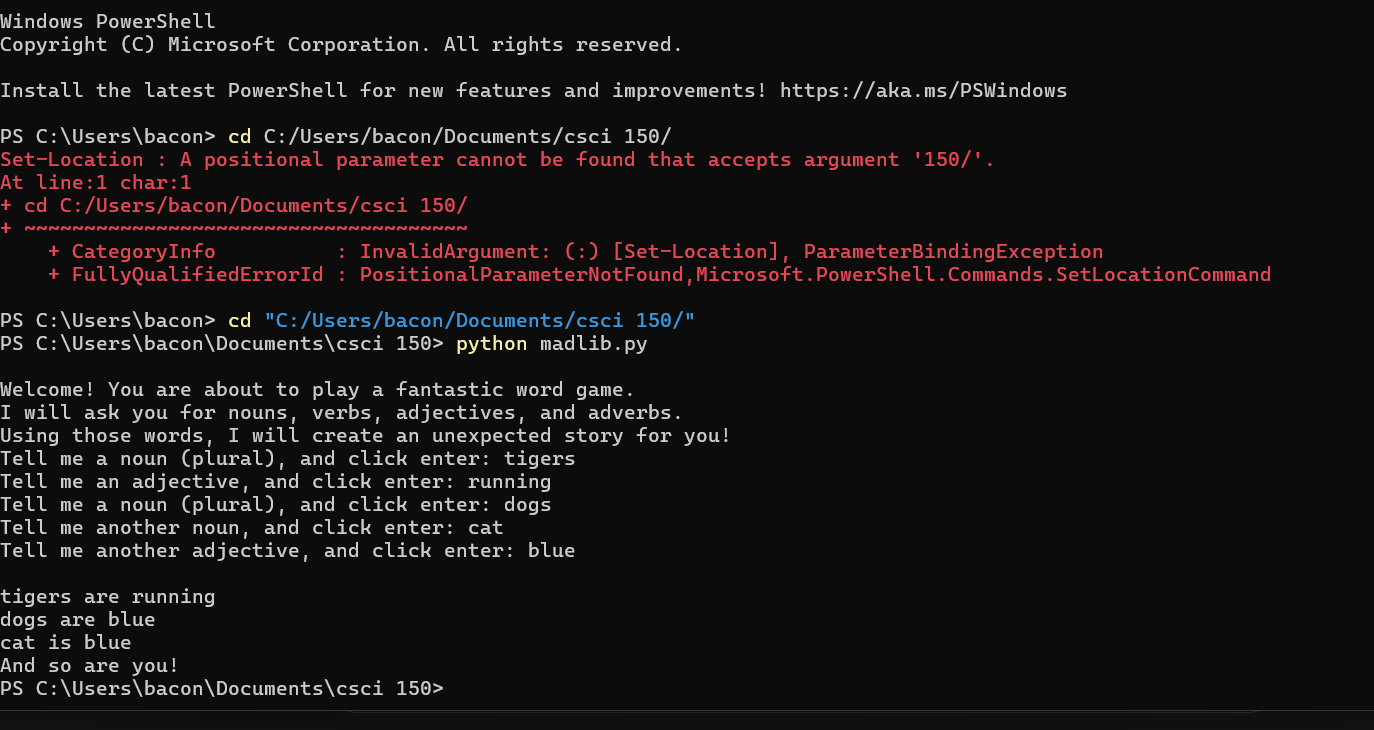 Windows PowerShell
Copyright (C) Microsoft Corporation. All rights reserved.
Install the latest PowerShell for new features and improvements! https://aka.ms/PSWindows
PS C:\Users\bacon> cd C:/Users/bacon/Documents/csci 150/
Set-Location : A positional parameter cannot be found that accepts argument '150/'.
At line:1 char:1
+ cd C:/Users/bacon/Documents/csci 150/
+ ~~~~~~~~~~~~~~~~~~~~~~~~~~~~~~~~~~~~~
    + CategoryInfo          : InvalidArgument: (:) [Set-Location], ParameterBindingException
    + FullyQualifiedErrorId : PositionalParameterNotFound,Microsoft.PowerShell.Commands.SetLocationCommand
PS C:\Users\bacon> cd "C:/Users/bacon/Documents/csci 150/"
PS C:\Users\bacon\Documents\csci 150> python madlib.py
Welcome! You are about to play a fantastic word game.
I will ask you for nouns, verbs, adjectives, and adverbs.
Using those words, I will create an unexpected story for you!
Tell me a noun (plural), and click enter: tigers
Tell me an adjective, and click enter: running
Tell me a noun (plural), and click enter: dogs
Tell me another noun, and click enter: cat
Tell me another adjective, and click enter: blue
tigers are running
dogs are blue
cat is blue
And so are you!
PS C:\Users\bacon\Documents\csci 150>